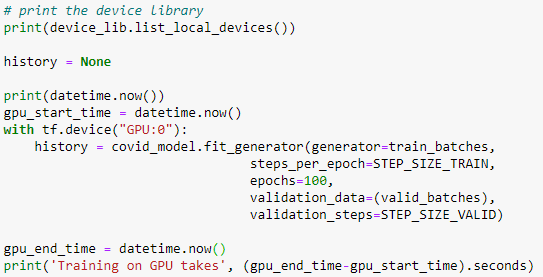 # print the device library
print(device_lib.list_local_devices())
history = None
print(datetime.now())
gpu_start_time = datetime.now()
with tf.device("GPU:0"):
    history = covid_model.fit_generator(generator=train_batches,
                                steps_per_epoch=STEP_SIZE_TRAIN,
                                epochs=100,
                                validation_data=(valid_batches),
                                validation_steps=STEP_SIZE_VALID)
gpu_end_time = datetime.now()
print('Training on GPU takes', (gpu_end_time-gpu_start_time).seconds)